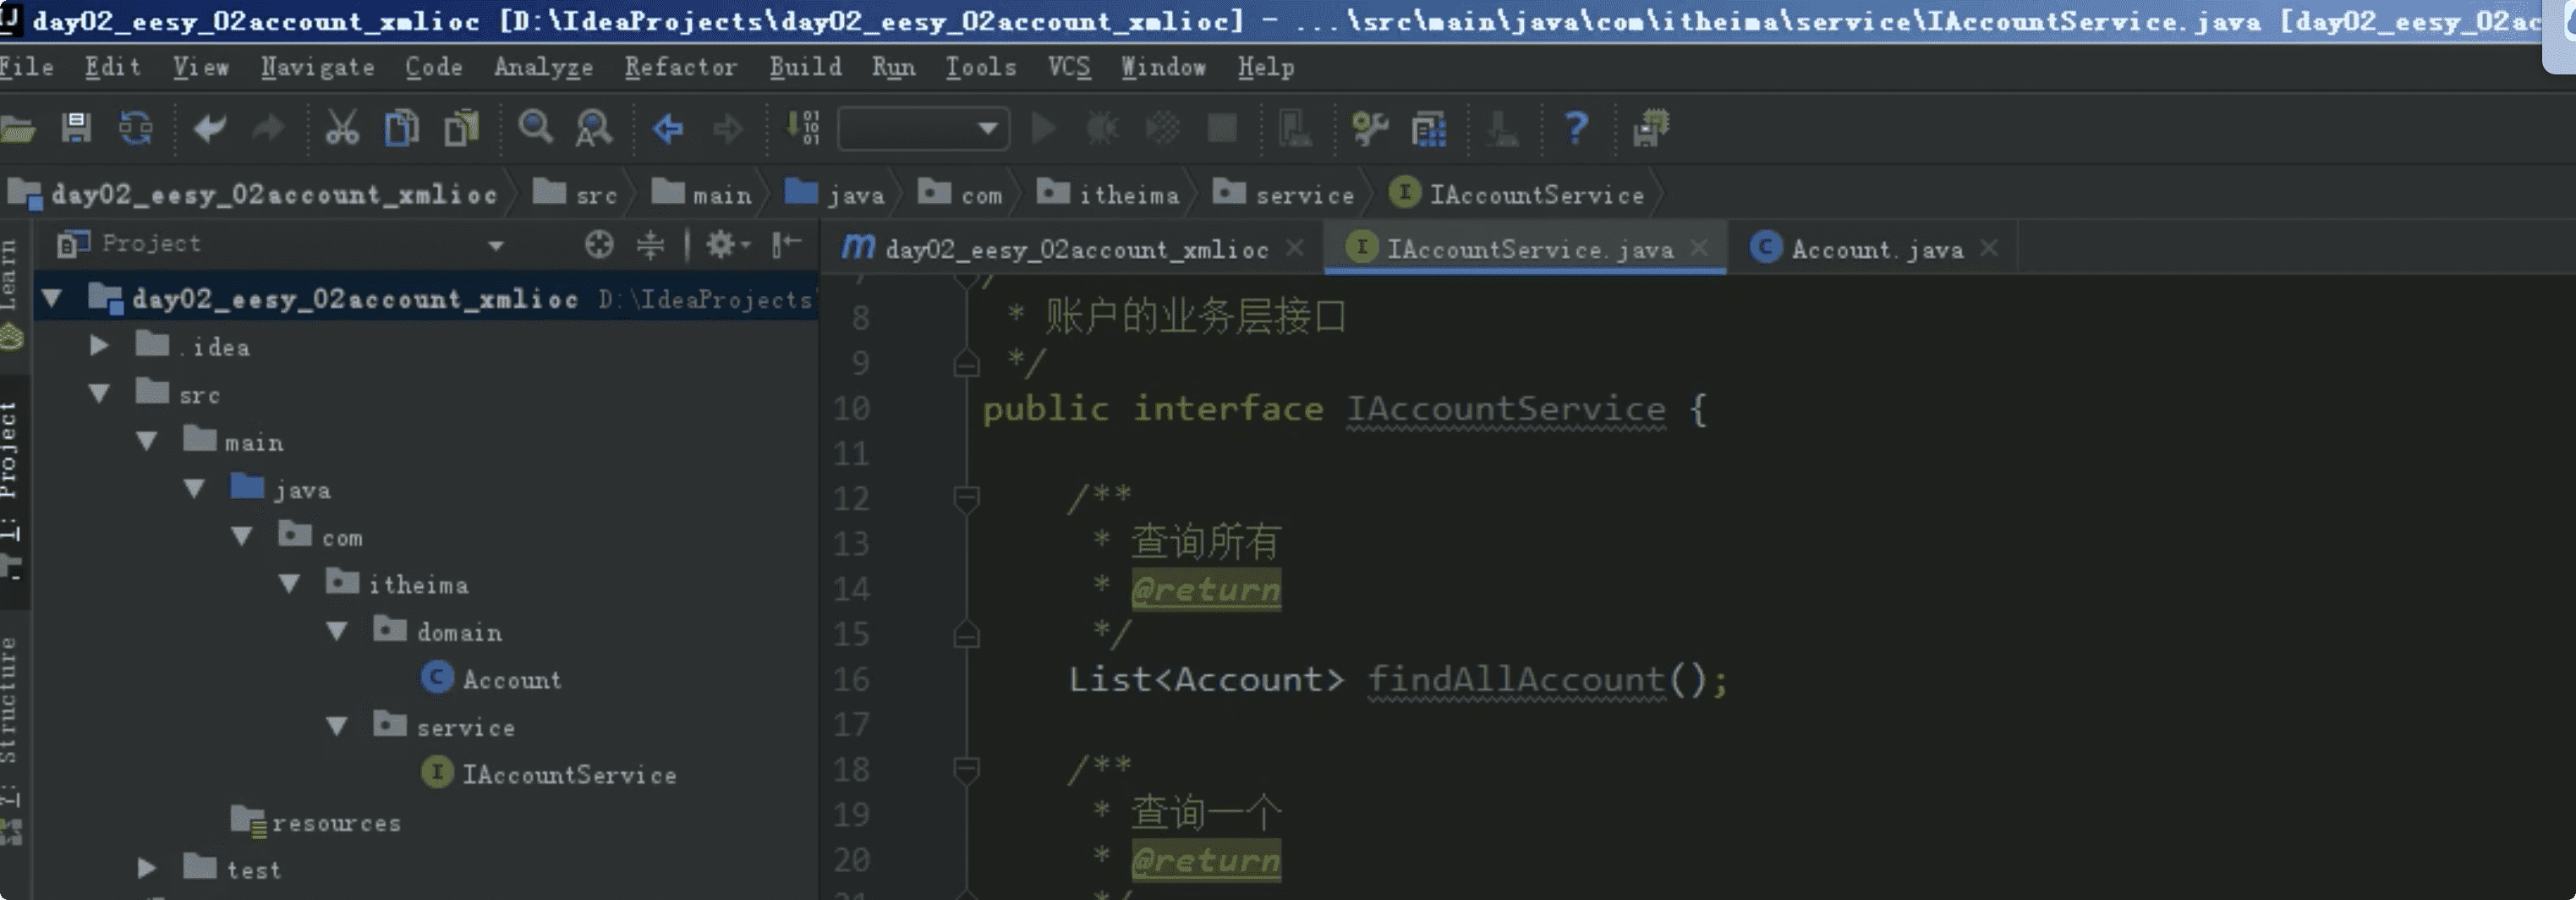 day02_eesy_02account_xmlioc [D:\IdeaProjects\day02_eesy_02account_xmlioc] - ...\src\main\java\com\itheima\service\IAccountService.java [day02_eesy_02ac
File Edit View Navigate Code Analyze Refactor Build Run Tools VCS Window Help
day02_eesy_02account_xmlioc src main java com itheima service IAccountService
Project
day02_eesy_02account_xmlioc IAccountService.java Account.java
Learn
1: Project
7: Structure
day02_eesy_02account_xmlioc D:\IdeaProjects
.idea
src
main
java
com
itheima
domain
Account
service
IAccountService
resources
test
8 * 账户的业务层接口
9 */
10 public interface IAccountService {
11
12 /**
13 * 查询所有
14 * @return
15 */
16 List<Account> findAllAccount();
17
18 /**
19 * 查询一个
20 * @return
21 */